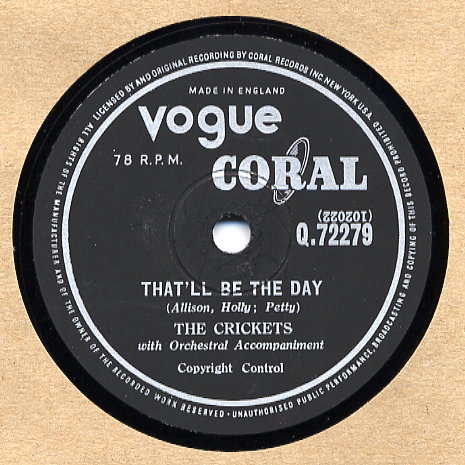 LICENSED BY AND ORIGINAL RECORDING BY CORAL RECORDS INC. NEW YORK U.S.A.
MADE IN ENGLAND
vogue
78 R.P.M.
CORAL
(102022)
Q.72279
THAT'LL BE THE DAY
(Allison, Holly; Petty)
THE CRICKETS
with Orchestral Accompaniment
Copyright Control
ALL RIGHTS OF THE MANUFACTURER AND OF THE OWNER OF THE RECORDED WORK RESERVED · UNAUTHORISED PUBLIC PERFORMANCE, BROADCASTING AND COPYING OF THIS RECORD PROHIBITED